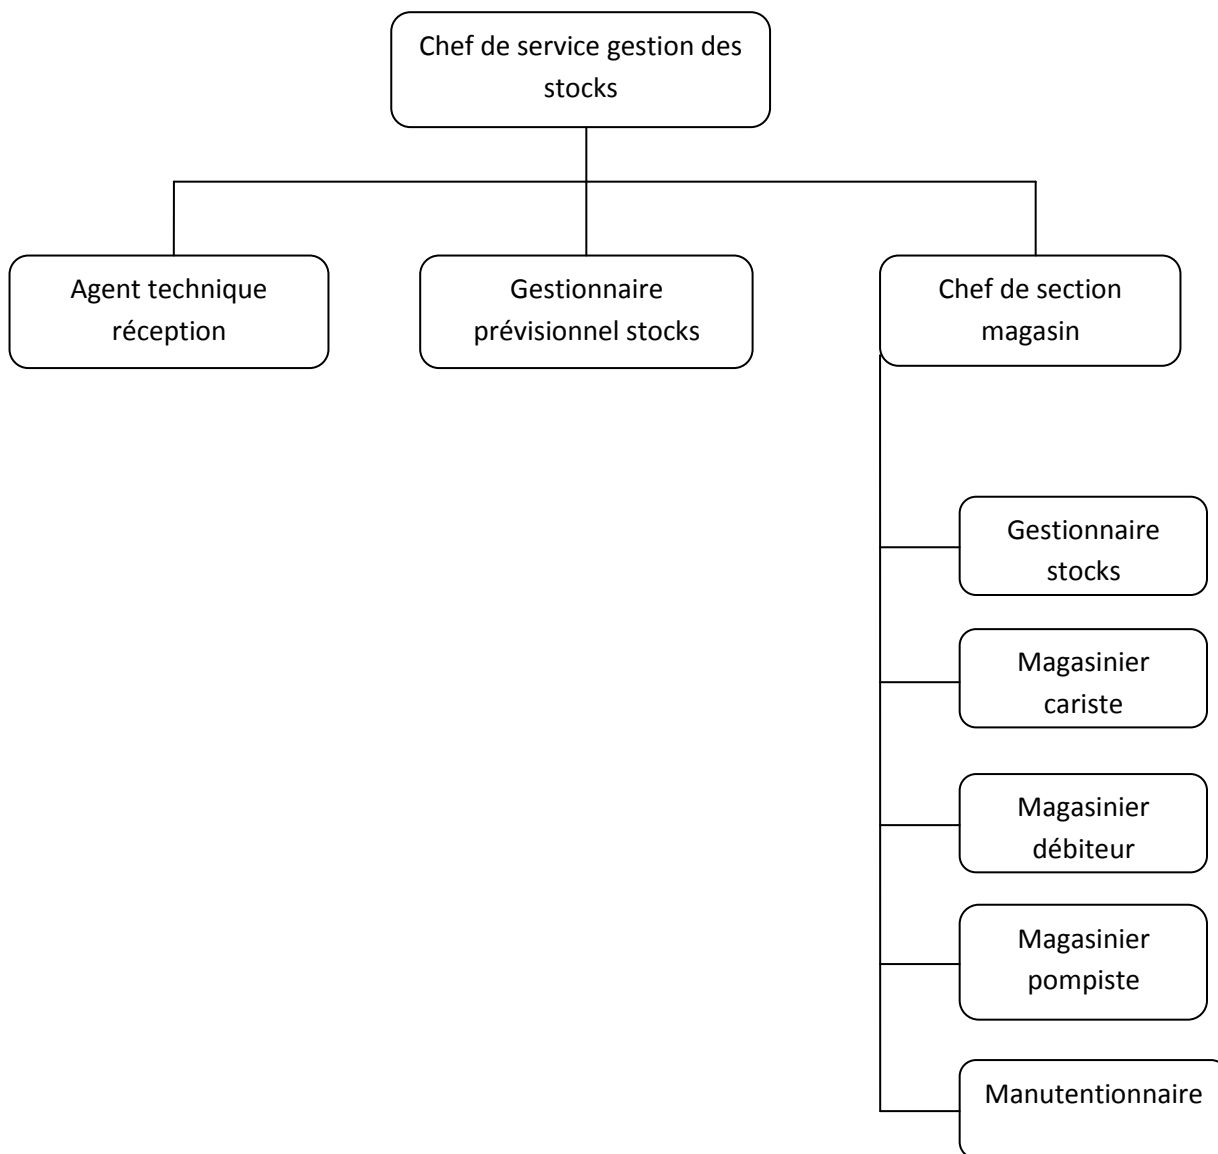 Chef de service gestion des
stocks
Agent technique
réception
Gestionnaire
prévisionnel stocks
Chef de section
magasin
Gestionnaire
stocks
Magasinier
cariste
Magasinier
débiteur
Magasinier
pompiste
Manutentionnaire